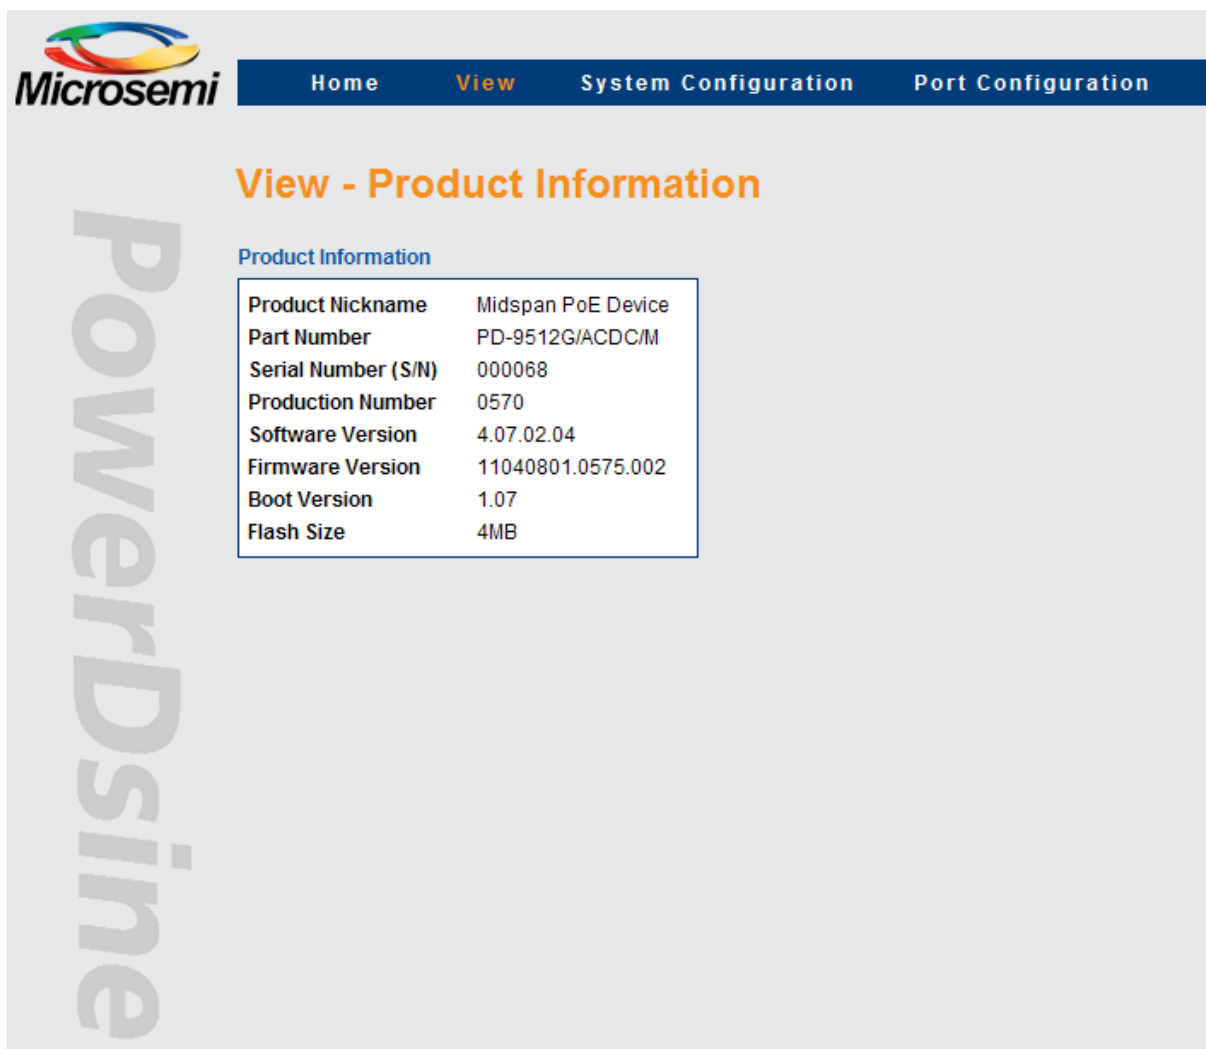 Microsemi
Home View System Configuration Port Configuration
View - Product Information
PowerDsine
Product Information
Product Nickname Midspan PoE Device
Part Number PD-9512G/ACDC/M
Serial Number (S/N) 000068
Production Number 0570
Software Version 4.07.02.04
Firmware Version 11040801.0575.002
Boot Version 1.07
Flash Size 4MB